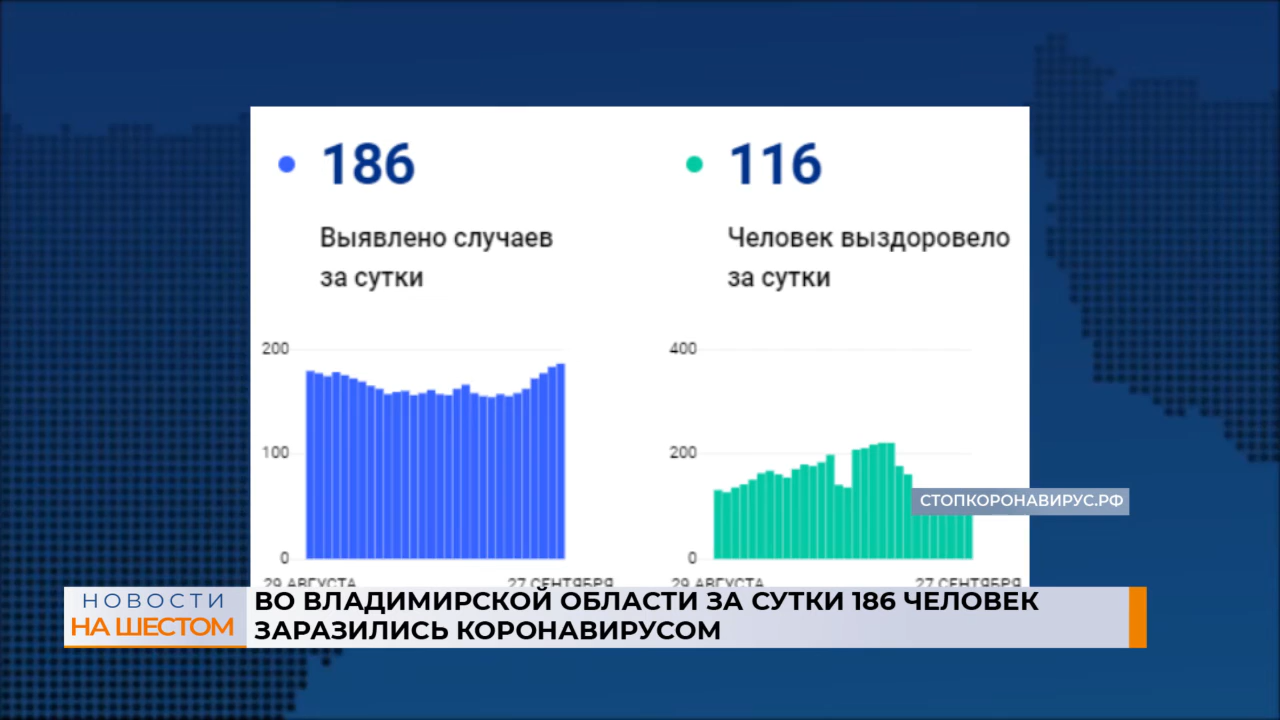 186
Выявлено случаев
за сутки
200
100
0
29 АВГУСТА
27 СЕНТЯБРЯ
116
Человек выздоровело
за сутки
400
200
0
29 АВГУСТА
27 СЕНТЯБРЯ
СТОПКОРОНАВИРУС.РФ
НОВОСТИ
НА ШЕСТОМ
ВО ВЛАДИМИРСКОЙ ОБЛАСТИ ЗА СУТКИ 186 ЧЕЛОВЕК
ЗАРАЗИЛИСЬ КОРОНАВИРУСОМ